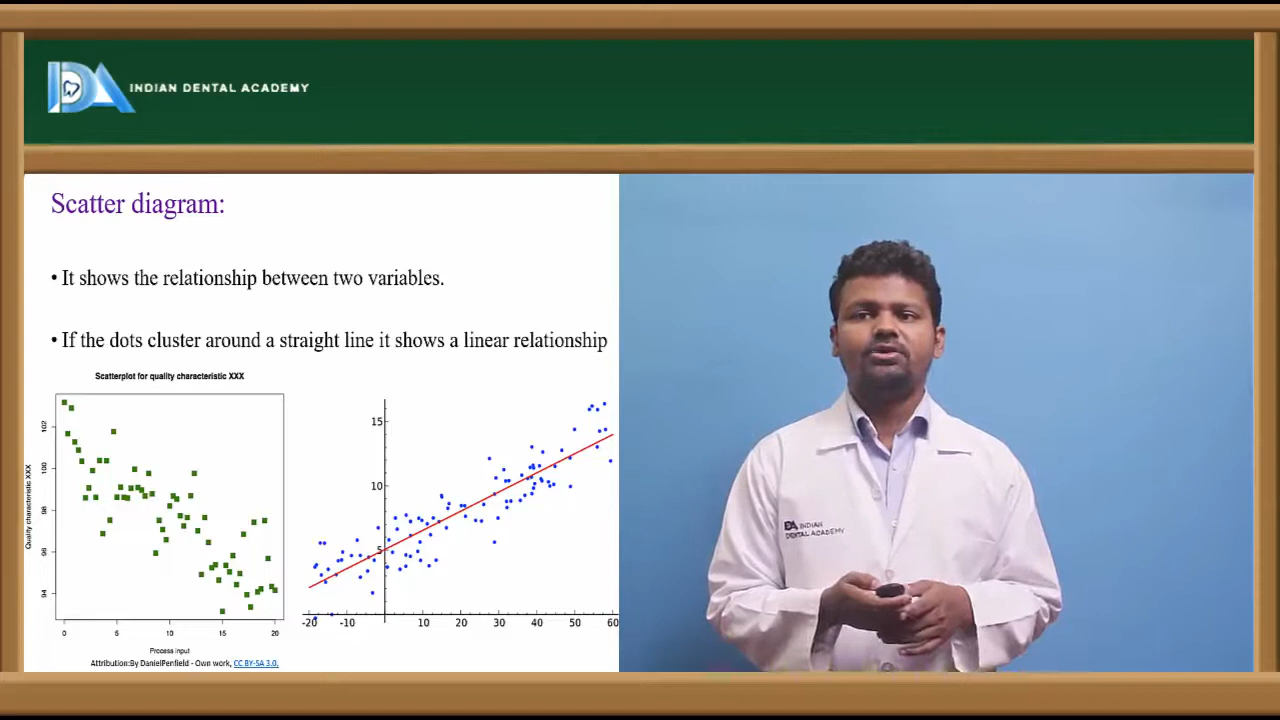 INDIAN DENTAL ACADEMY
Scatter diagram:
• It shows the relationship between two variables.
• If the dots cluster around a straight line it shows a linear relationship
Scatterplot for quality characteristic XXX
Quality characteristic XXX
102
100
98
96
94
0 5 10 15 20
Process input
Attribution:By DanielPenfield - Own work, CC BY-SA 3.0,
15
10
5
-20 -10 10 20 30 40 50 60
INDIAN
DENTAL ACADEMY